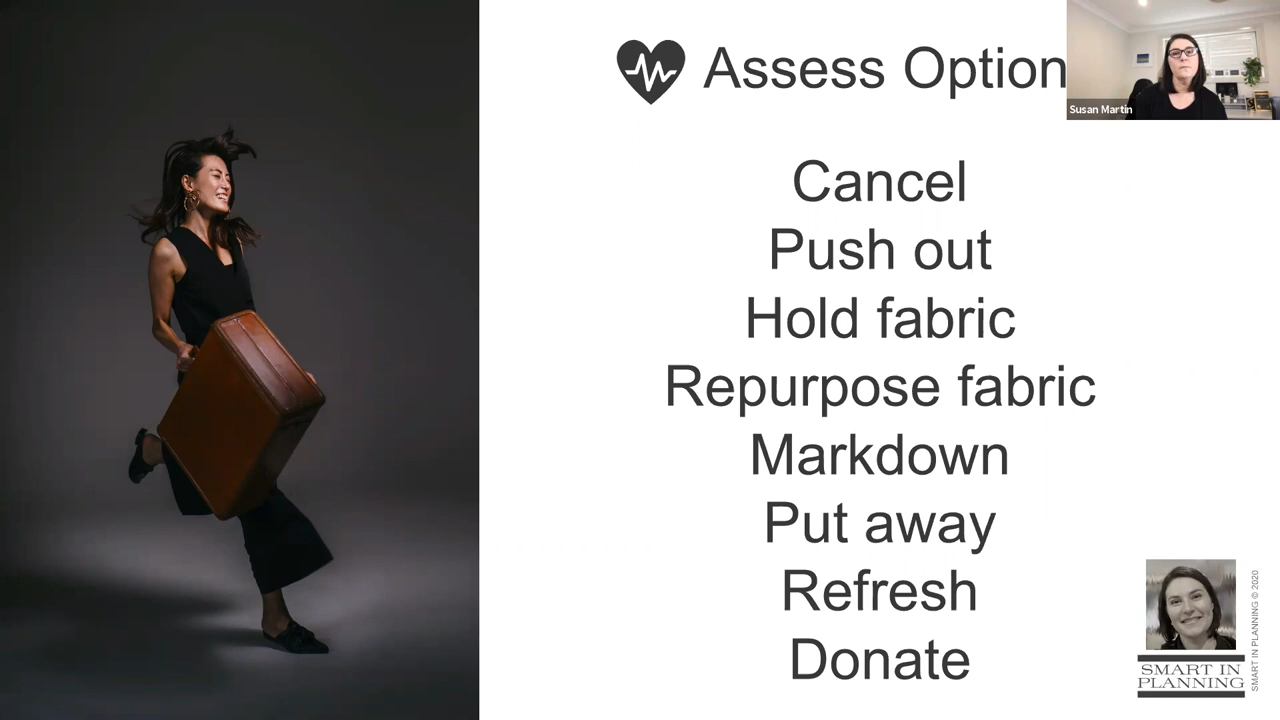 Assess Option
Susan Martin
Cancel
Push out
Hold fabric
Repurpose fabric
Markdown
Put away
Refresh
Donate
SMART IN
PLANNING
SMART IN PLANNING © 2020